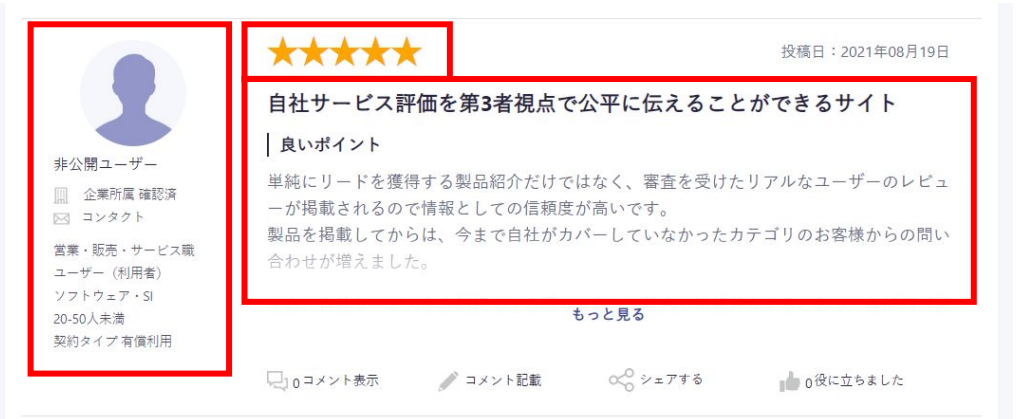 投稿日：2021年08月19日
自社サービス評価を第3者視点で公平に伝えることができるサイト
良いポイント
単純にリードを獲得する製品紹介だけではなく、審査を受けたリアルなユーザーのレビュ
ーが掲載されるので情報としての信頼度が高いです。
製品を掲載してからは、今まで自社がカバーしていなかったカテゴリのお客様からの問い
合わせが増えました。
もっと見る
非公開ユーザー
企業所属 確認済
コンタクト
営業・販売・サービス職
ユーザー（利用者）
ソフトウェア・SI
20-50人未満
契約タイプ 有償利用
0 コメント表示
コメント記載
シェアする
0役に立ちました